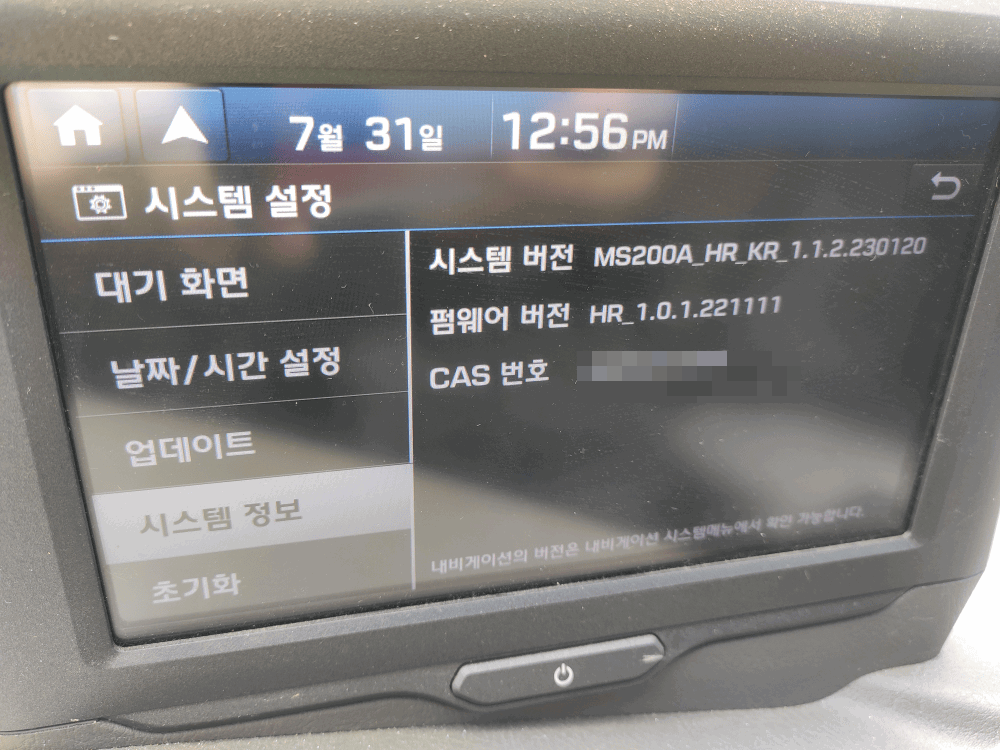 7월 31일 12:56 PM
시스템 설정
대기 화면
날짜/시간 설정
업데이트
시스템 정보
초기화
시스템 버전 MS200A_HR_KR_1.1.2.230120
펌웨어 버전 HR_1.0.1.221111
CAS 번호
내비게이션의 버전은 내비게이션 시스템메뉴에서 확인 가능합니다.